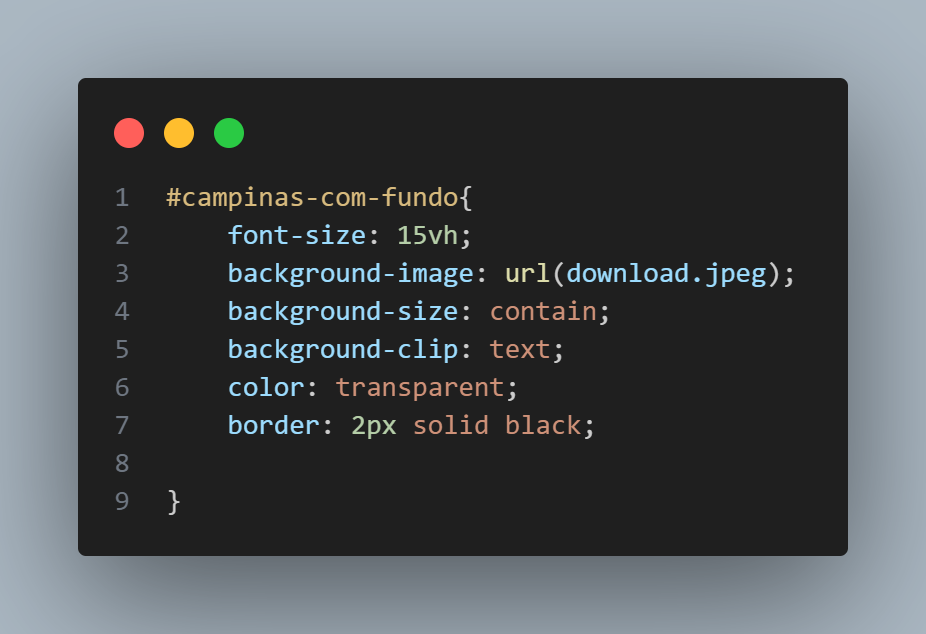 1 #campinas-com-fundo{
2     font-size: 15vh;
3     background-image: url(download.jpeg);
4     background-size: contain;
5     background-clip: text;
6     color: transparent;
7     border: 2px solid black;
8
9 }